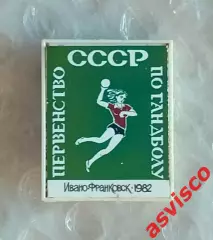 СССР
ПЕРВЕНСТВО
ПО ГАНДБОЛУ
Ивано-Франковск·1982
asvisco